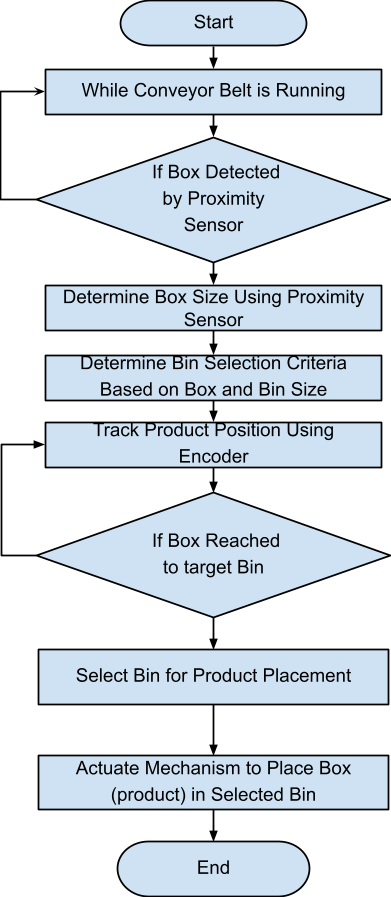 Start
While Conveyor Belt is Running
If Box Detected
by Proximity
Sensor
Determine Box Size Using Proximity
Sensor
Determine Bin Selection Criteria
Based on Box and Bin Size
Track Product Position Using
Encoder
If Box Reached
to target Bin
Select Bin for Product Placement
Actuate Mechanism to Place Box
(product) in Selected Bin
End